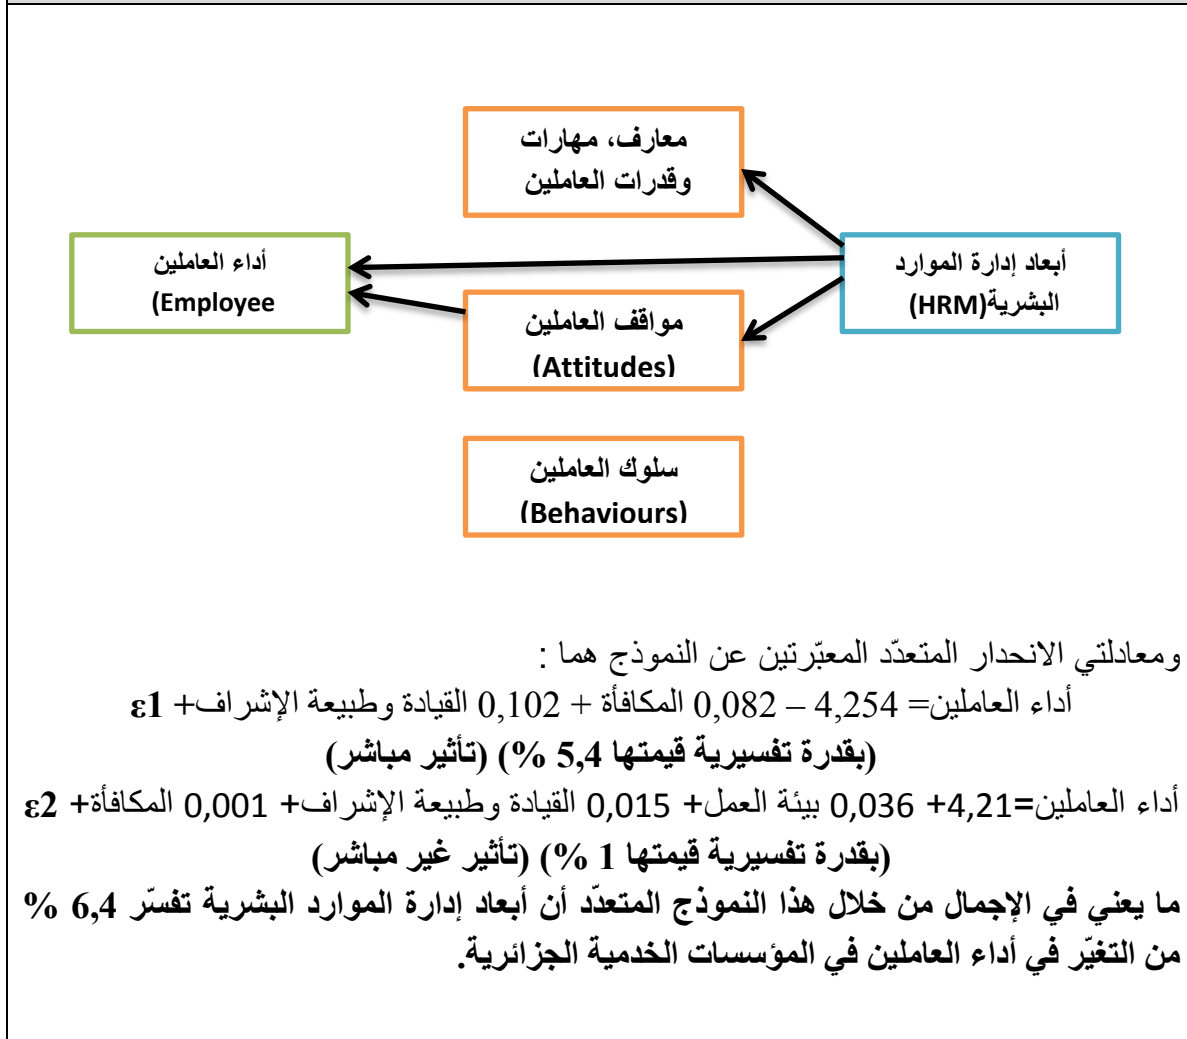 معارف، مهارات
وقدرات العاملين
أبعاد إدارة الموارد
البشرية(HRM)
أداء العاملين
(Employee
مواقف العاملين
(Attitudes)
سلوك العاملين
(Behaviours)
ومعادلتي الانحدار المتعدّد المعبّرتين عن النموذج هما :
أداء العاملين= 4,254 – 0,082 المكافأة + 0,102 القيادة وطبيعة الإشراف+ ε1
(بقدرة تفسيرية قيمتها 5,4 %) (تأثير مباشر)
أداء العاملين=4,21+ 0,036 بيئة العمل+ 0,015 القيادة وطبيعة الإشراف+ 0,001 المكافأة+ ε2
(بقدرة تفسيرية قيمتها 1 %) (تأثير غير مباشر)
ما يعني في الإجمال من خلال هذا النموذج المتعدّد أن أبعاد إدارة الموارد البشرية تفسّر 6,4 %
من التغيّر في أداء العاملين في المؤسسات الخدمية الجزائرية.